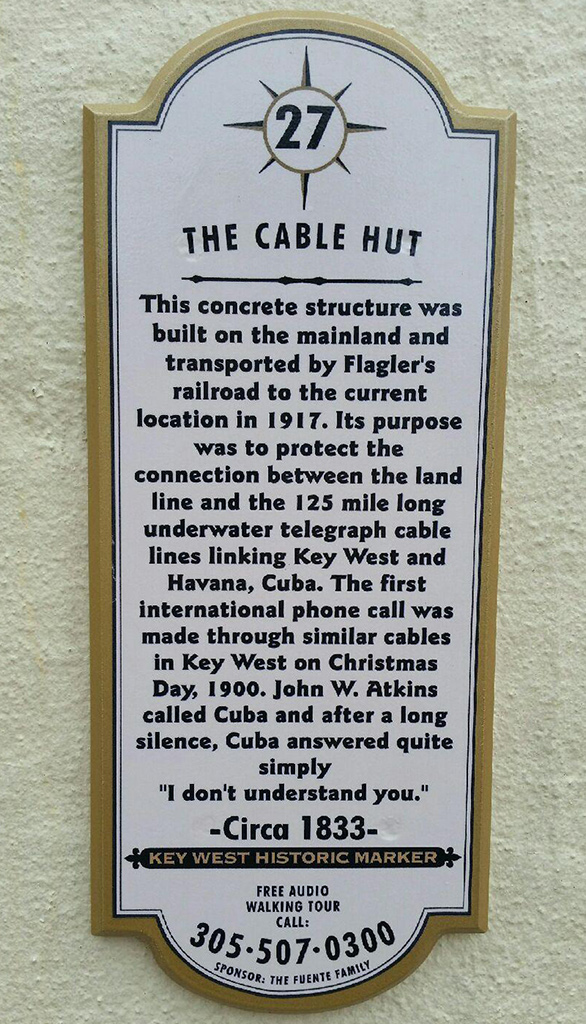 27
THE CABLE HUT
This concrete structure was
built on the mainland and
transported by Flagler's
railroad to the current
location in 1917. Its purpose
was to protect the
connection between the land
line and the 125 mile long
underwater telegraph cable
lines linking Key West and
Havana, Cuba. The first
international phone call was
made through similar cables
in Key West on Christmas
Day, 1900. John W. Atkins
called Cuba and after a long
silence, Cuba answered quite
simply
"I don't understand you."
-Circa 1833-
KEY WEST HISTORIC MARKER
FREE AUDIO
WALKING TOUR
CALL:
305·507·0300
SPONSOR: THE FUENTE FAMILY